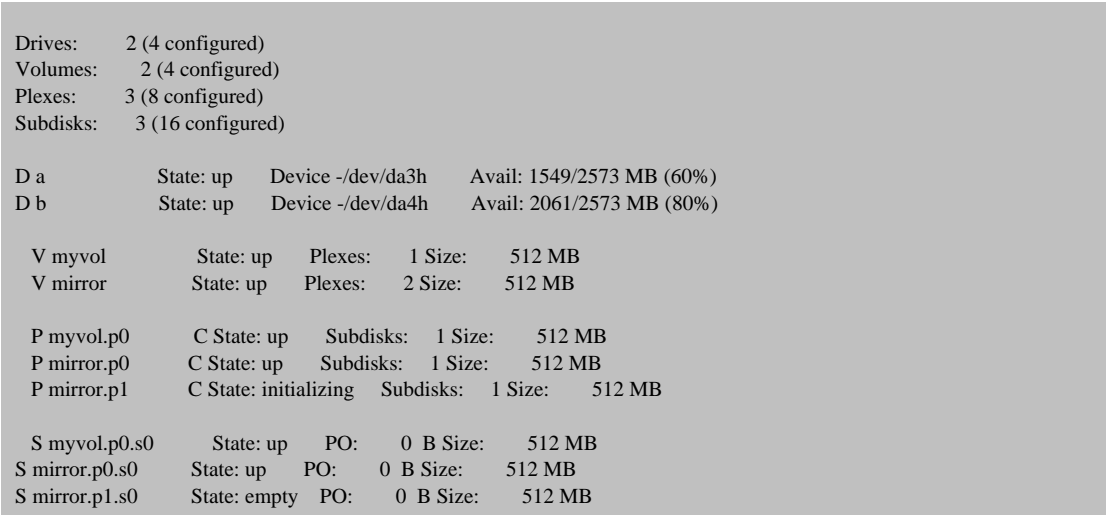 Drives: 2 (4 configured)
Volumes: 2 (4 configured)
Plexes: 3 (8 configured)
Subdisks: 3 (16 configured)
D a State: up Device -/dev/da3h Avail: 1549/2573 MB (60%)
D b State: up Device -/dev/da4h Avail: 2061/2573 MB (80%)
V myvol State: up Plexes: 1 Size: 512 MB
V mirror State: up Plexes: 2 Size: 512 MB
P myvol.p0 C State: up Subdisks: 1 Size: 512 MB
P mirror.p0 C State: up Subdisks: 1 Size: 512 MB
P mirror.p1 C State: initializing Subdisks: 1 Size: 512 MB
S myvol.p0.s0 State: up PO: 0 B Size: 512 MB
S mirror.p0.s0 State: up PO: 0 B Size: 512 MB
S mirror.p1.s0 State: empty PO: 0 B Size: 512 MB